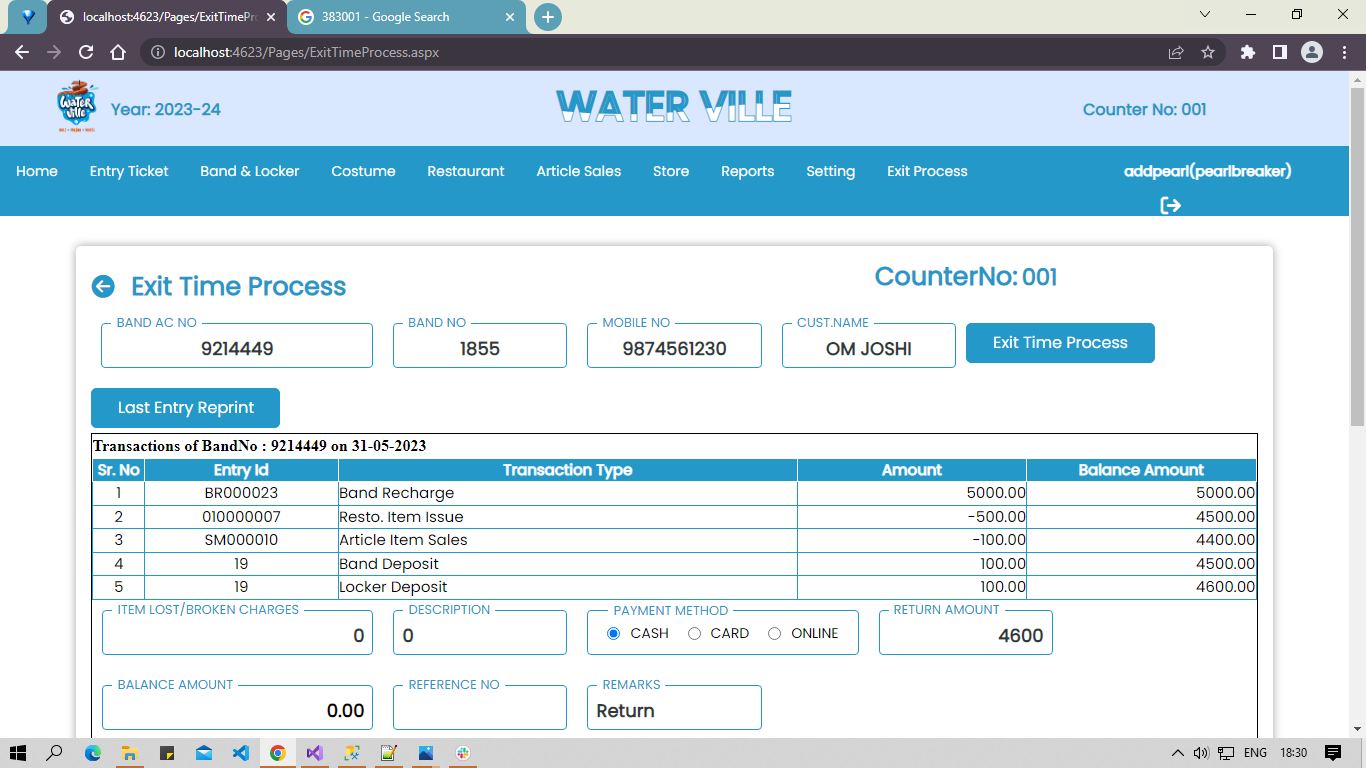 localhost:4623/Pages/ExitTimePr
383001 - Google Search
localhost:4623/Pages/ExitTimeProcess.aspx
WATER VILLE
Year: 2023-24
WATER VILLE
Counter No: 001
Home Entry Ticket Band & Locker Costume Restaurant Article Sales Store Reports Setting Exit Process addpearl(pearlbreaker)
Exit Time Process
CounterNo: 001
BAND AC NO BAND NO MOBILE NO CUST.NAME
9214449 1855 9874561230 OM JOSHI Exit Time Process
Last Entry Reprint
Transactions of BandNo : 9214449 on 31-05-2023
Sr. No Entry Id Transaction Type Amount Balance Amount
1 BR000023 Band Recharge 5000.00 5000.00
2 010000007 Resto. Item Issue -500.00 4500.00
3 SM000010 Article Item Sales -100.00 4400.00
4 19 Band Deposit 100.00 4500.00
5 19 Locker Deposit 100.00 4600.00
ITEM LOST/BROKEN CHARGES DESCRIPTION PAYMENT METHOD RETURN AMOUNT
0 0 CASH CARD ONLINE 4600
BALANCE AMOUNT REFERENCE NO REMARKS
0.00 Return
ENG 18:30